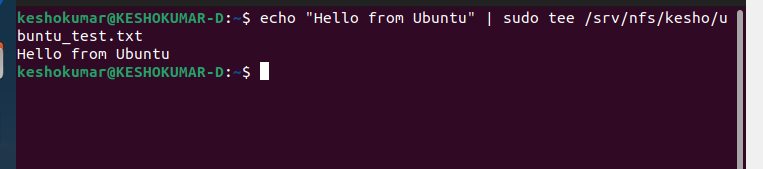 keshokumar@KESHOKUMAR-D:~$ echo "Hello from Ubuntu" | sudo tee /srv/nfs/kesho/u
buntu_test.txt
Hello from Ubuntu
keshokumar@KESHOKUMAR-D:~$